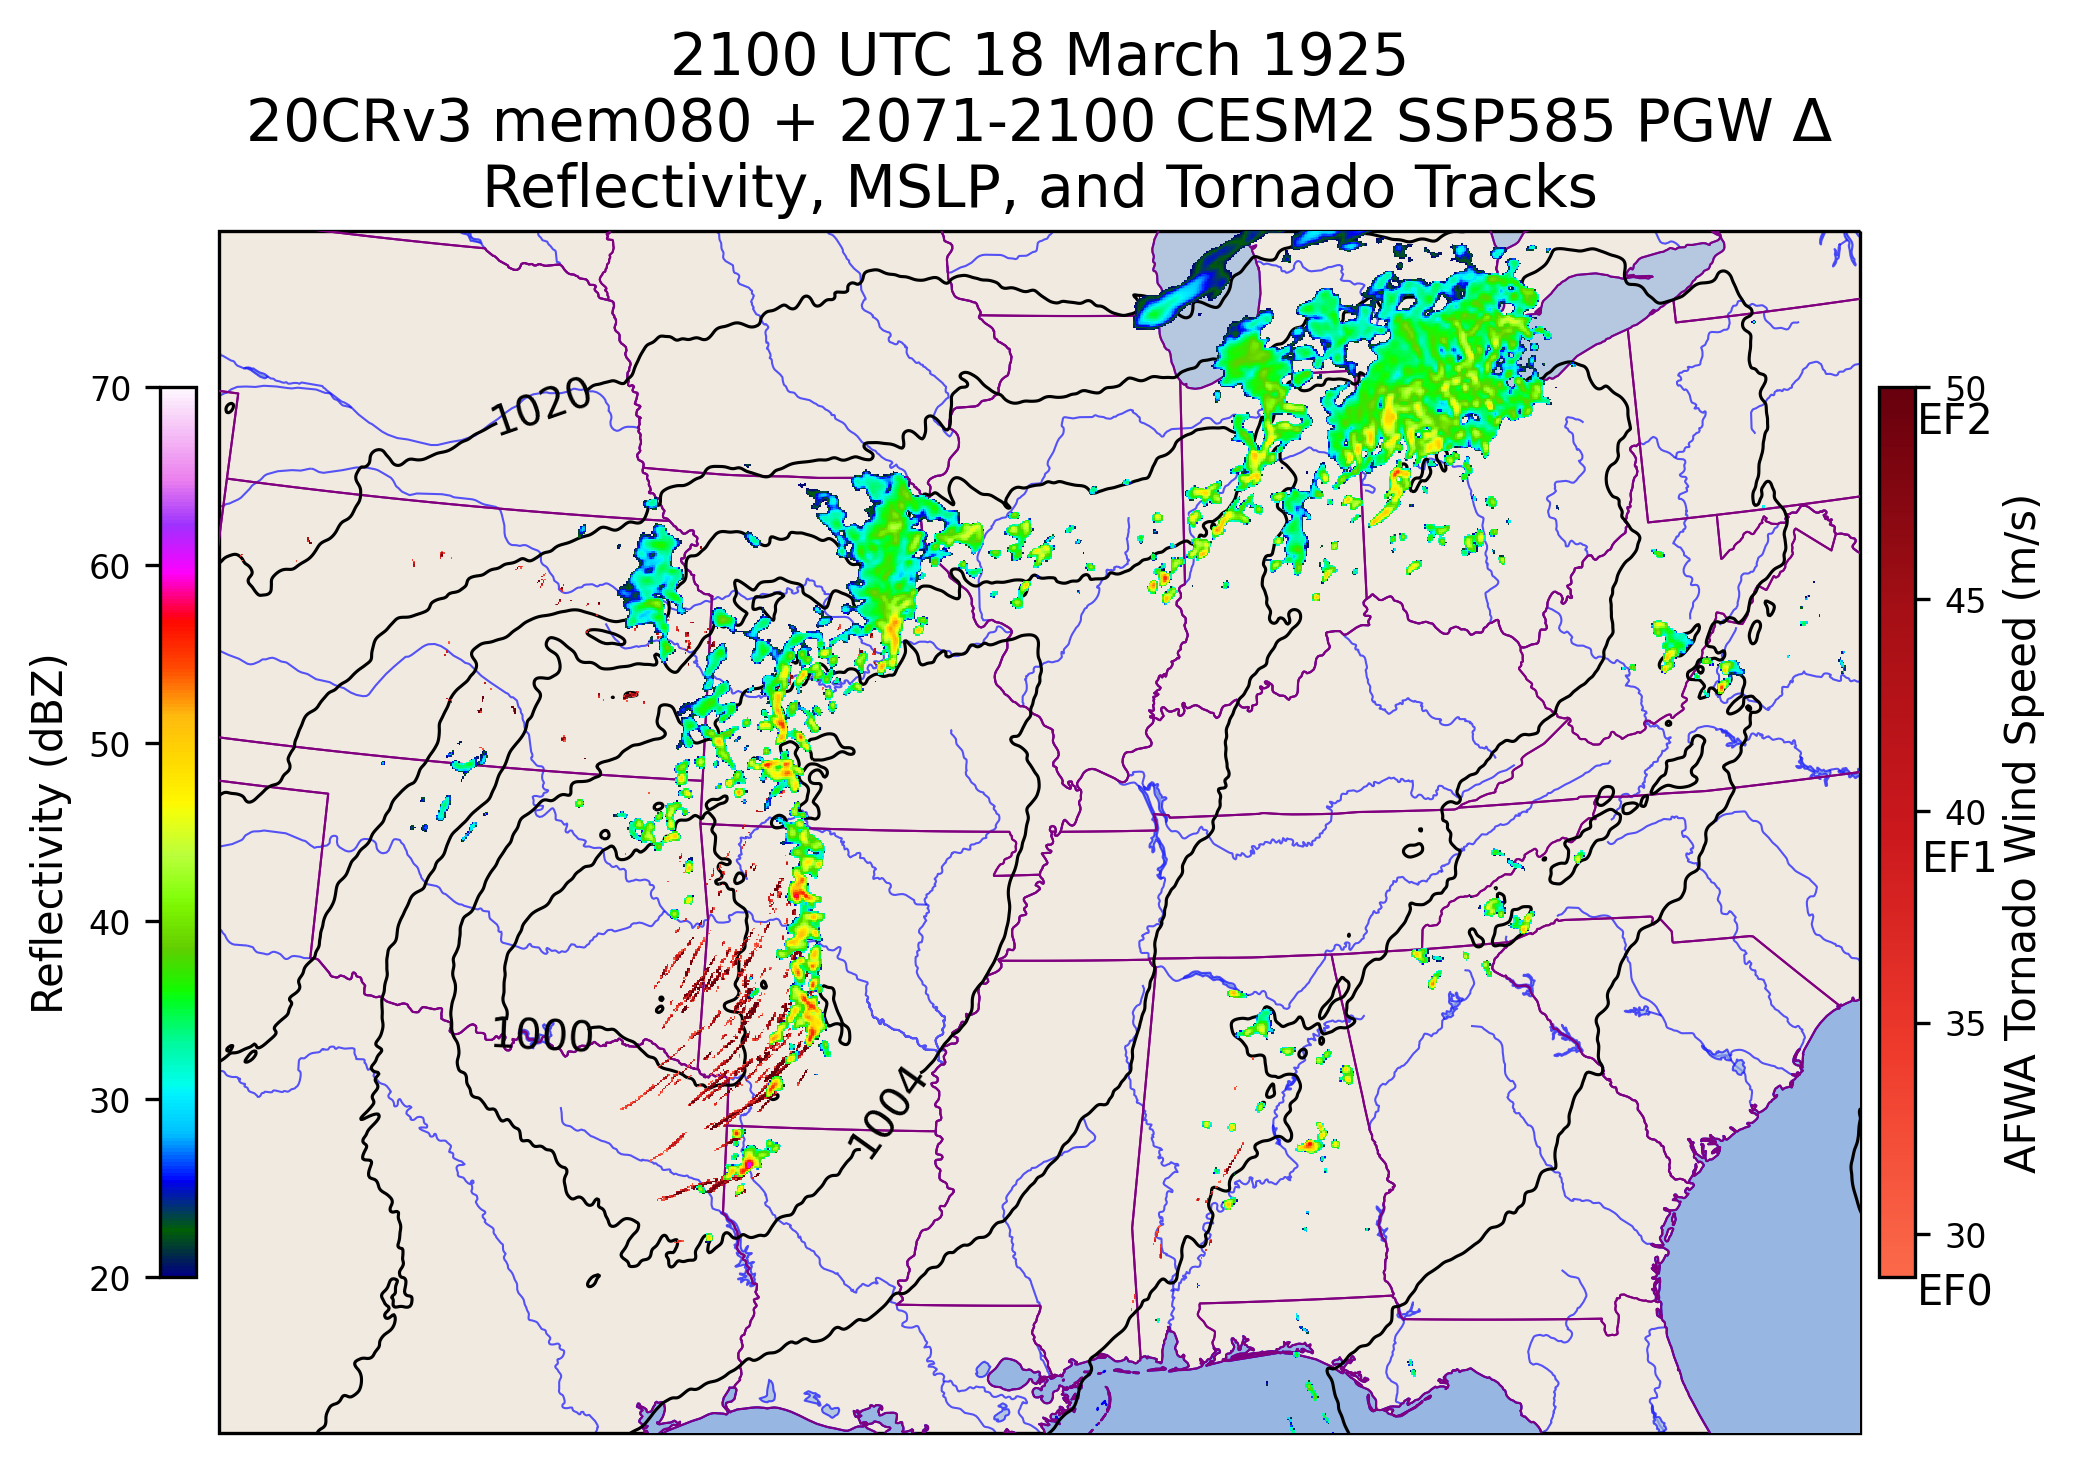 2100 UTC 18 March 1925
20CRv3 mem080 + 2071-2100 CESM2 SSP585 PGW Δ
Reflectivity, MSLP, and Tornado Tracks
Reflectivity (dBZ)
70
60
50
40
30
20
1020
1000
1004
50
EF2
45
40
EF1
35
30
EF0
AFWA Tornado Wind Speed (m/s)